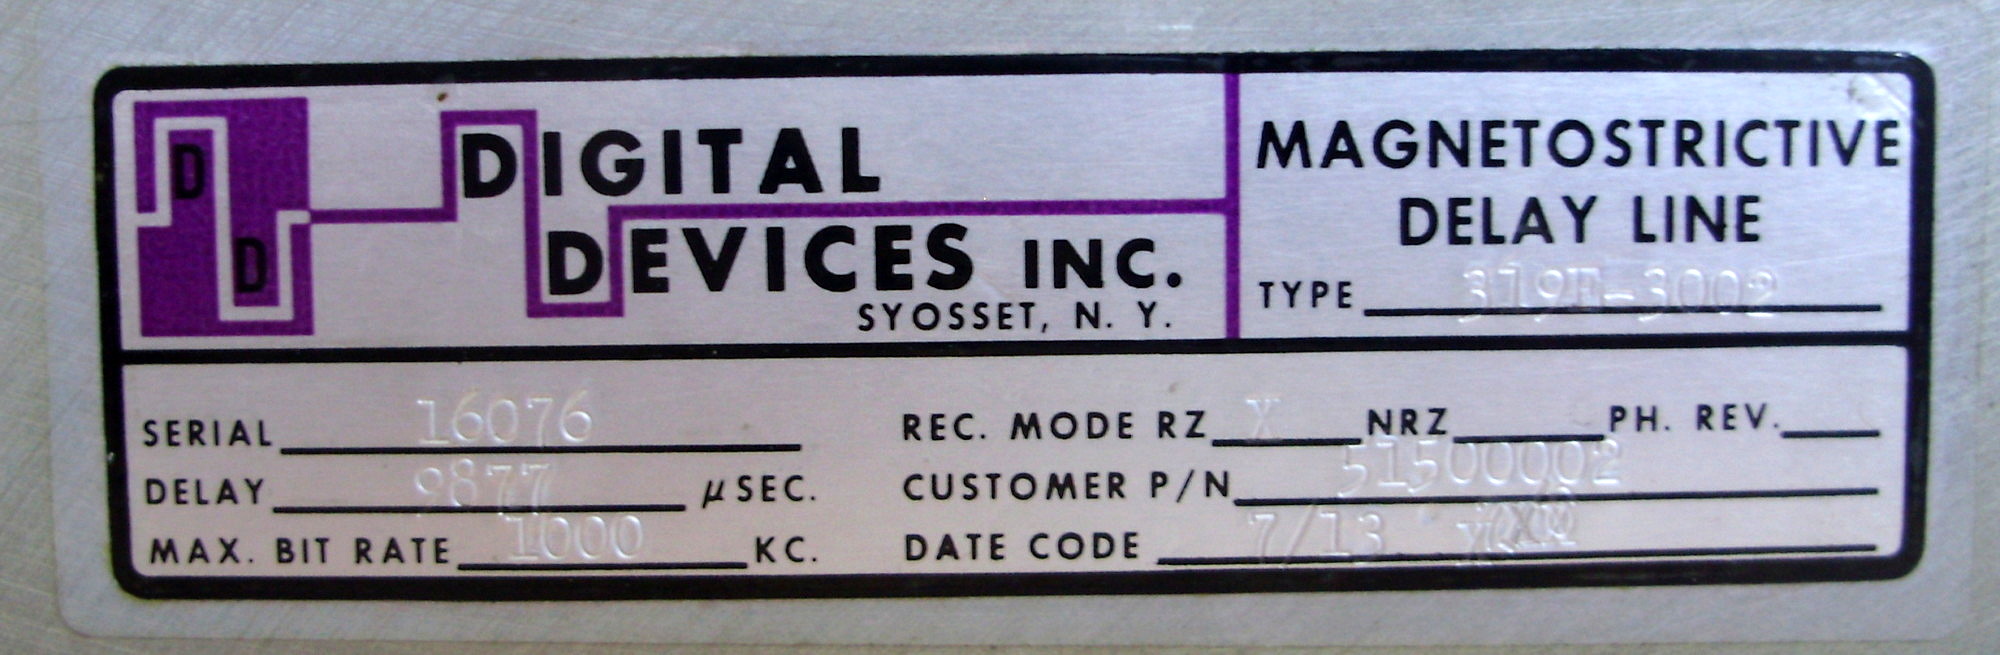 D
D
DIGITAL
DEVICES INC.
SYOSSET, N. Y.
MAGNETOSTRICTIVE
DELAY LINE
TYPE 319F-3002
SERIAL 16076
DELAY 9877 μSEC.
MAX. BIT RATE 1000 KC.
REC. MODE RZ X NRZ PH. REV.
CUSTOMER P/N 51500002
DATE CODE 7/13